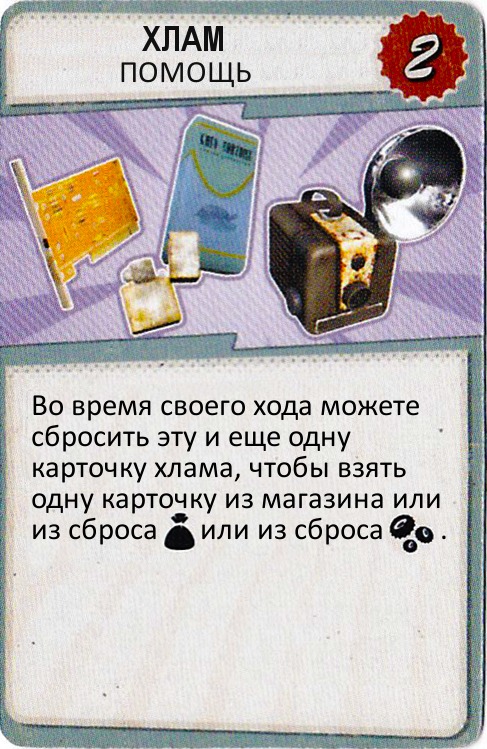 ХЛАМ
ПОМОЩЬ
2
Во время своего хода можете
сбросить эту и еще одну
карточку хлама, чтобы взять
одну карточку из магазина или
из сброса или из сброса .